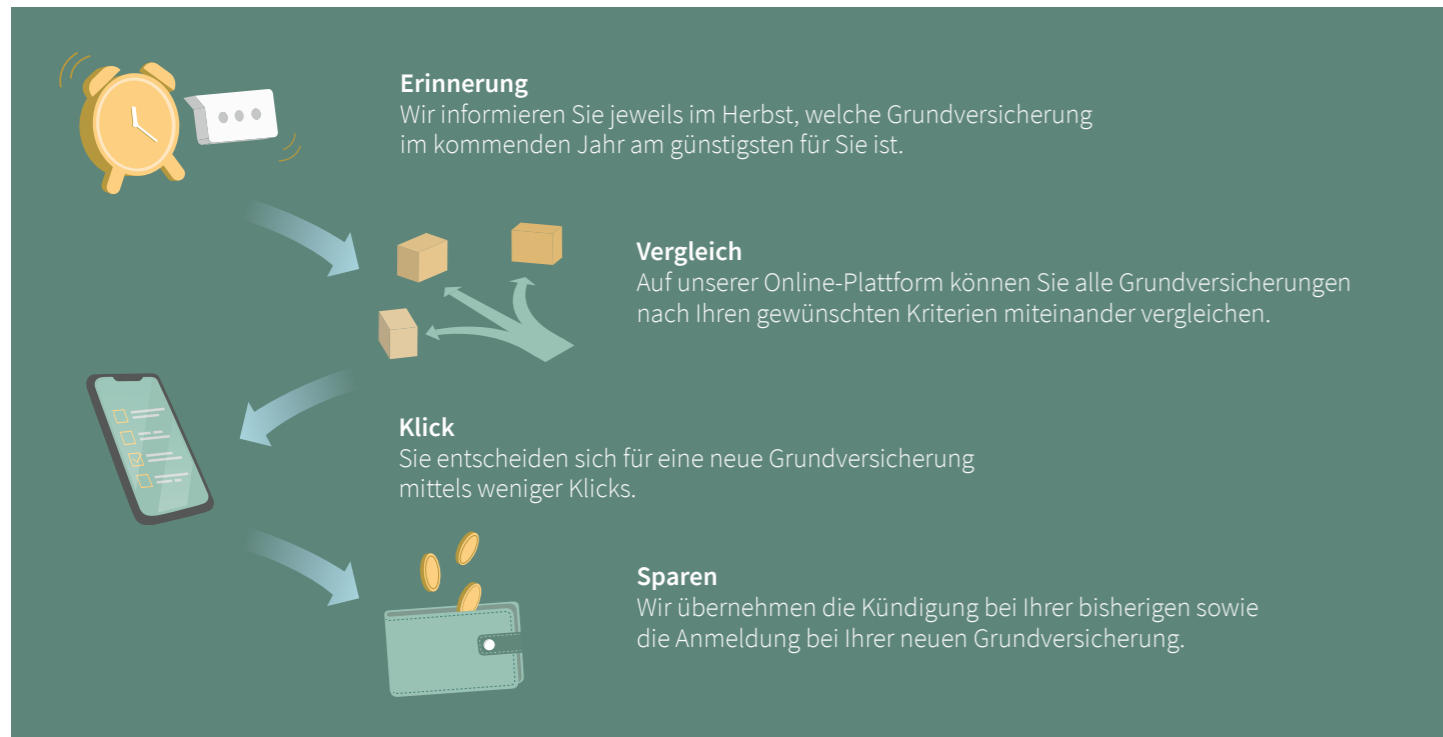 Erinnerung
Wir informieren Sie jeweils im Herbst, welche Grundversicherung
im kommenden Jahr am günstigsten für Sie ist.
Vergleich
Auf unserer Online-Plattform können Sie alle Grundversicherungen
nach Ihren gewünschten Kriterien miteinander vergleichen.
Klick
Sie entscheiden sich für eine neue Grundversicherung
mittels weniger Klicks.
Sparen
Wir übernehmen die Kündigung bei Ihrer bisherigen sowie
die Anmeldung bei Ihrer neuen Grundversicherung.